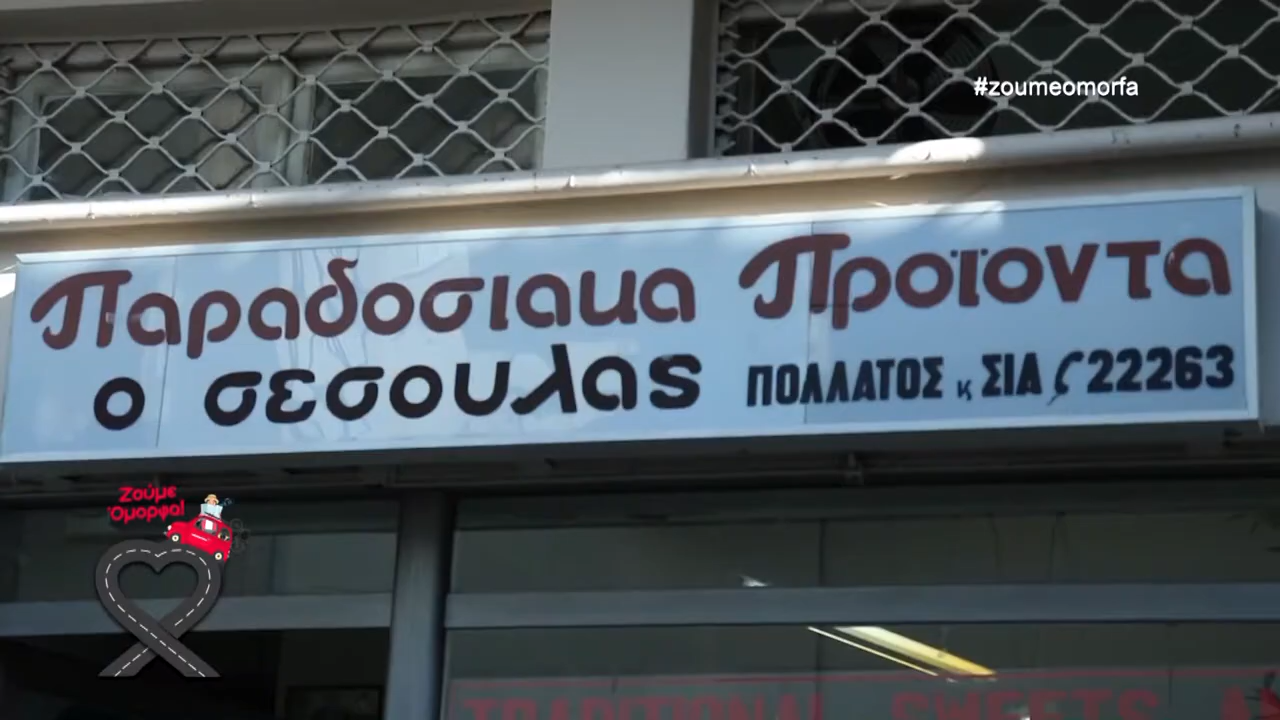 #zoumeomorfa
Παραδοσιακα Προϊοντα
ο σεσουλας ΠΟΛΛΑΤΟΣ κ ΣΙΑ 22263
Ζούμε
Όμορφα!
TRADITIONAL SWEETS